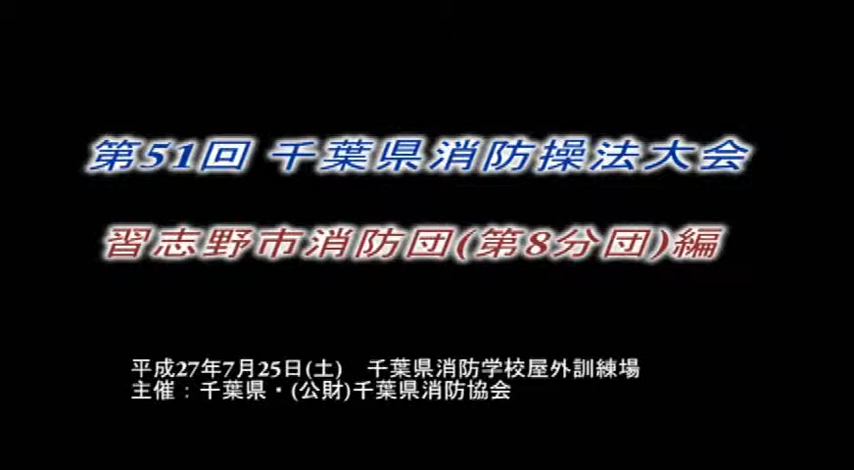 第51回 千葉県消防操法大会
習志野市消防団(第8分団)編
平成27年7月25日(土) 千葉県消防学校屋外訓練場
主催：千葉県・(公財)千葉県消防協会